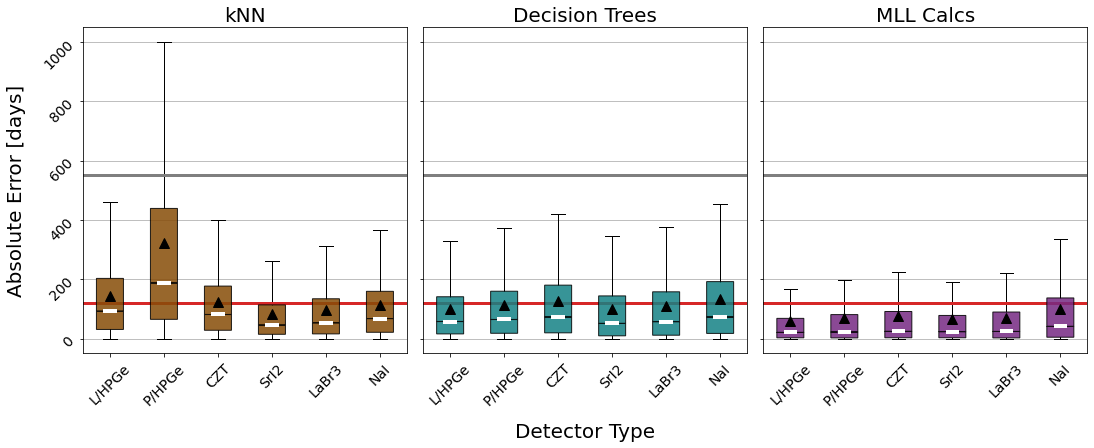 kNN
Decision Trees
MLL Calcs
Absolute Error [days]
1000
800
600
400
200
0
L/HPGe
P/HPGe
CZT
SrI2
LaBr3
NaI
L/HPGe
P/HPGe
CZT
SrI2
LaBr3
NaI
L/HPGe
P/HPGe
CZT
SrI2
LaBr3
NaI
Detector Type